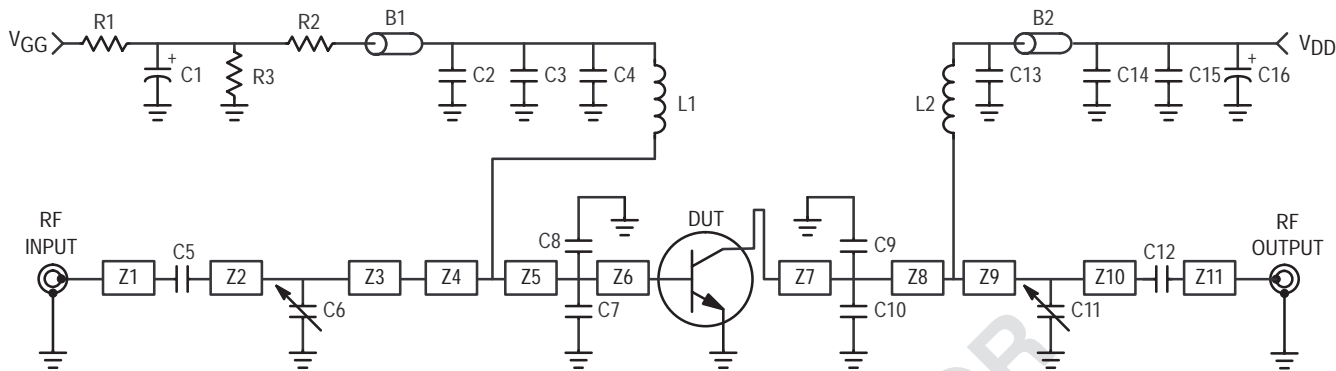 R1 R2 B1 B2
VGG VDD
+ C1 R3 C2 C3 C4 L1 L2 C13 C14 C15 + C16
RF
INPUT
C5 C8 DUT C9 C12
RF
OUTPUT
Z1 Z2 Z3 Z4 Z5 Z6 Z7 Z8 Z9 Z10 Z11
C6 C7 C10 C11
OR